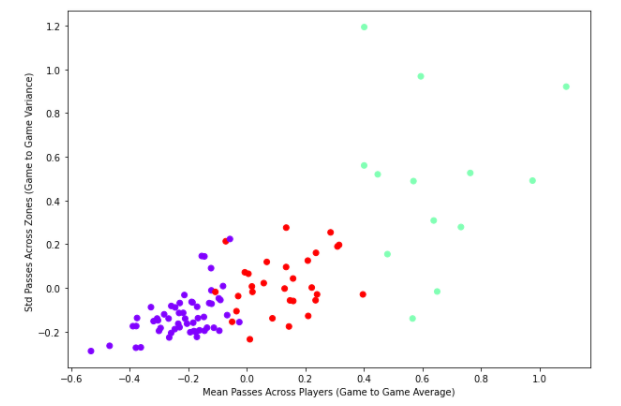 1.2
1.0
0.8
0.6
0.4
0.2
0.0
−0.2
Std Passes Across Zones (Game to Game Variance)
−0.6 −0.4 −0.2 0.0 0.2 0.4 0.6 0.8 1.0
Mean Passes Across Players (Game to Game Average)